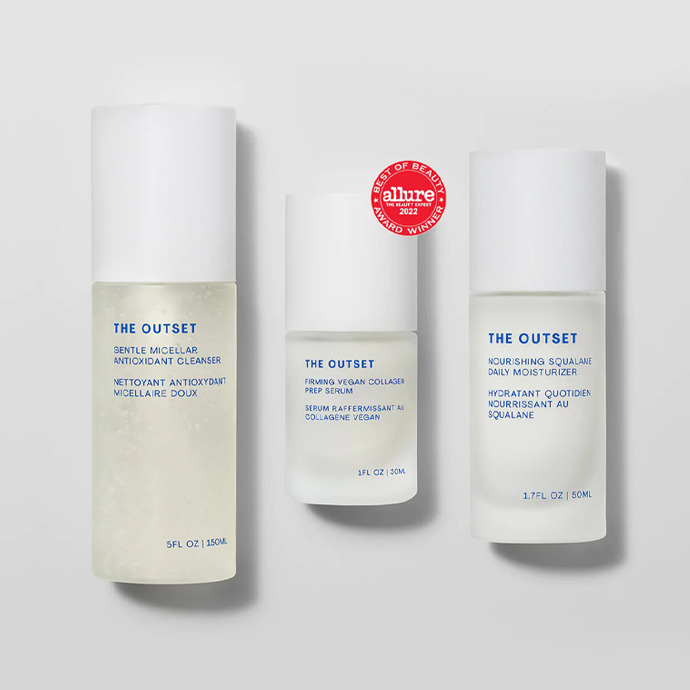 THE OUTSET
GENTLE MICELLAR
ANTIOXIDANT CLEANSER
NETTOYANT ANTIOXYDANT
MICELLAIRE DOUX
5FL OZ | 150ML
BEST OF BEAUTY
allure
THE BEAUTY EXPERT
2022
AWARD WINNER
THE OUTSET
FIRMING VEGAN COLLAGEN
PREP SERUM
SERUM RAFFERMISSANT AU
COLLAGENE VÉGAN
1FL OZ | 30ML
THE OUTSET
NOURISHING SQUALANE
DAILY MOISTURIZER
HYDRATANT QUOTIDIEN
NOURRISSANT AU
SQUALANE
1.7FL OZ | 50ML